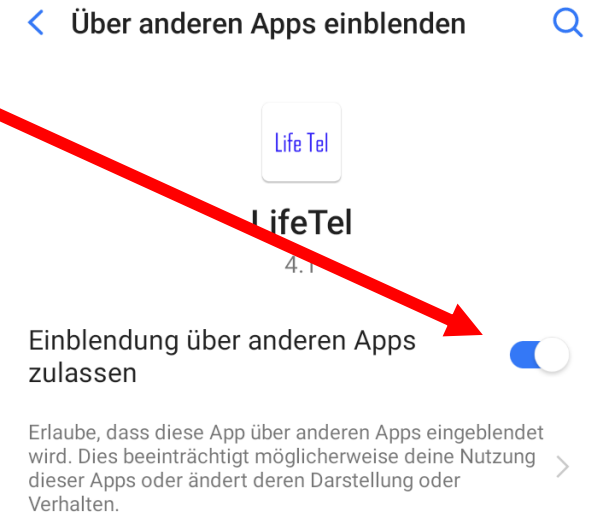 Über anderen Apps einblenden
Life Tel
LifeTel
4.1
Einblendung über anderen Apps
zulassen
Erlaube, dass diese App über anderen Apps eingeblendet
wird. Dies beeinträchtigt möglicherweise deine Nutzung
dieser Apps oder ändert deren Darstellung oder
Verhalten.